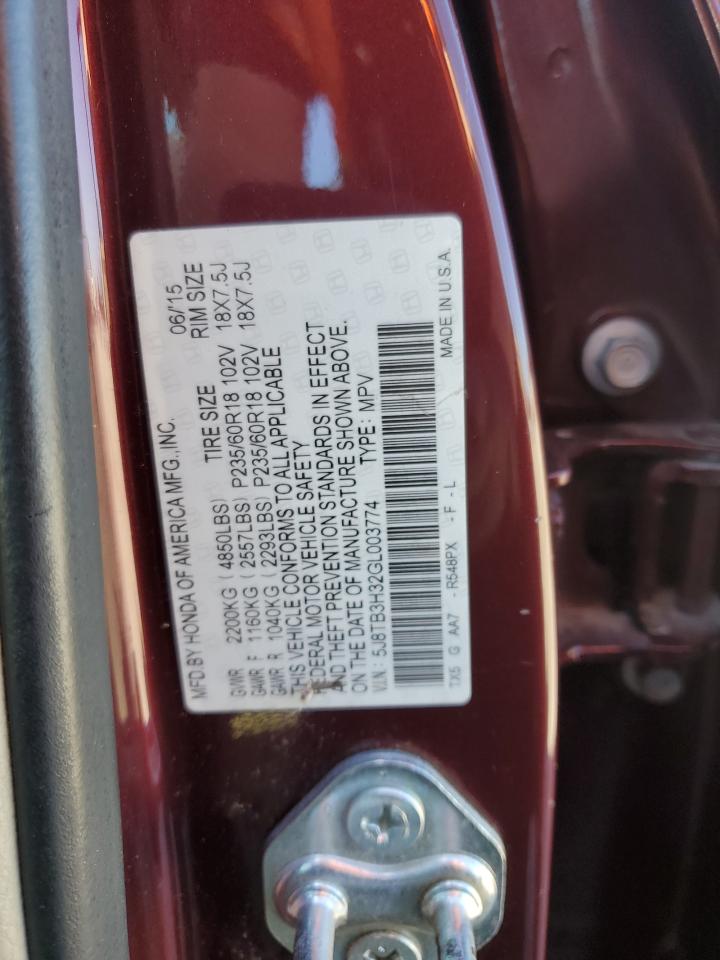 MFD.BY HONDA OF AMERICA MFG.,INC. 06/'15
TIRE SIZE RIM SIZE
GVWR 2200KG ( 4850LBS)
GAWR F 1160KG ( 2557LBS) P235/60R18 102V 18X7.5J
GAWR R 1040KG ( 2293LBS) P235/60R18 102V 18X7.5J
THIS VEHICLE CONFORMS TO ALL APPLICABLE
FEDERAL MOTOR VEHICLE SAFETY
AND THEFT PREVENTION STANDARDS IN EFFECT
ON THE DATE OF MANUFACTURE SHOWN ABOVE.
V.I.N.: 5J8TB3H32GL003774 TYPE: MPV
TX5 G AA7 - R548PX - F - L MADE IN U.S.A.